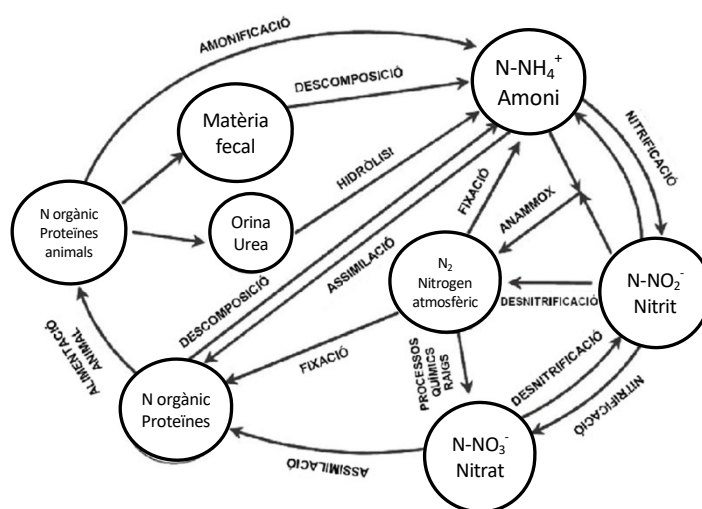 AMONIFICACIÓ
N-NH₄⁺
Amoni
DESCOMPOSICIÓ
Matèria
fecal
NITRIFICACIÓ
HIDRÒLISI
FIXACIÓ
N orgànic
Proteïnes
animals
Orina
Urea
ANAMMOX
ASSIMILACIÓ
DESCOMPOSICIÓ
N₂
Nitrogen
atmosfèric
N-NO₂⁻
Nitrit
DESNITRIFICACIÓ
ALIMENTACIÓ
ANIMAL
FIXACIÓ
PROCESSOS
QUÍMICS
RAIGS
DESNITRIFICACIÓ
NITRIFICACIÓ
N orgànic
Proteïnes
N-NO₃⁻
Nitrat
ASSIMILACIÓ